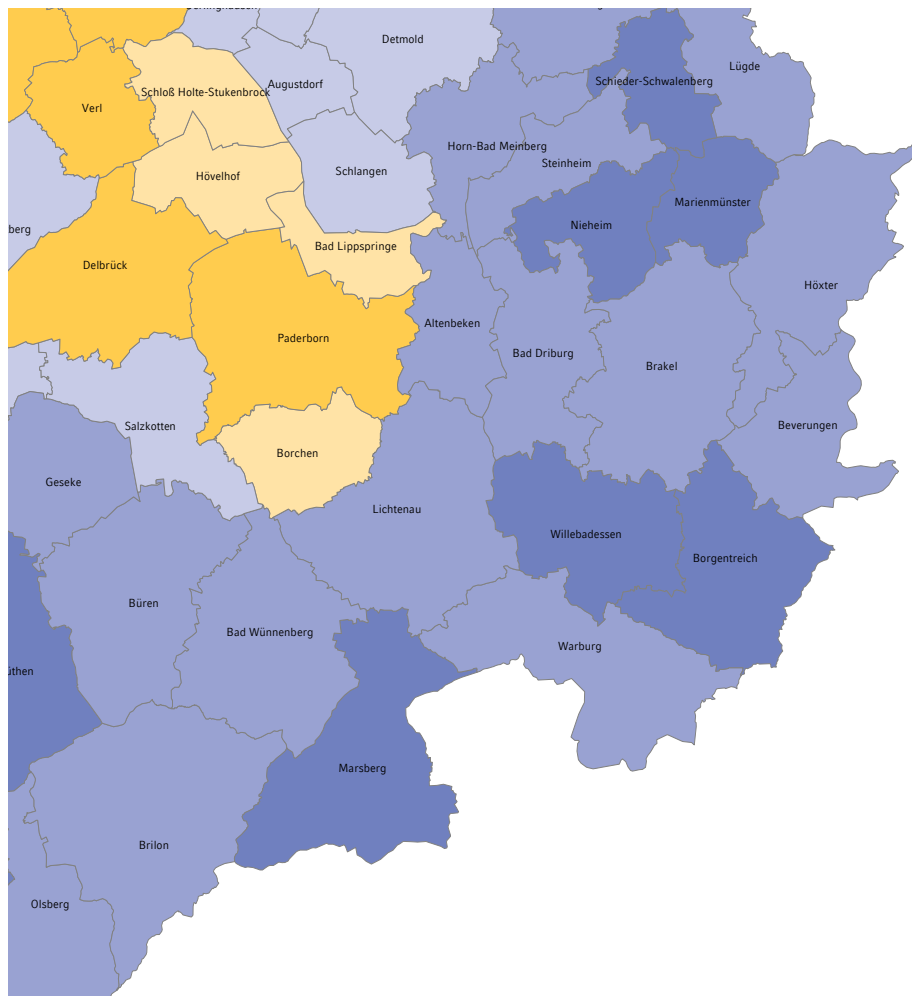 Detmold
Lügde
Schieder-Schwalenberg
Augustdorf
Schloß Holte-Stukenbrock
Verl
Horn-Bad Meinberg
Steinheim
Schlangen
Hövelhof
Marienmünster
Nieheim
berg
Bad Lippspringe
Delbrück
Höxter
Altenbeken
Paderborn
Bad Driburg
Brakel
Salzkotten
Beverungen
Borchen
Geseke
Lichtenau
Willebadessen
Borgentreich
Büren
Bad Wünnenberg
Warburg
üthen
Marsberg
Brilon
Olsberg